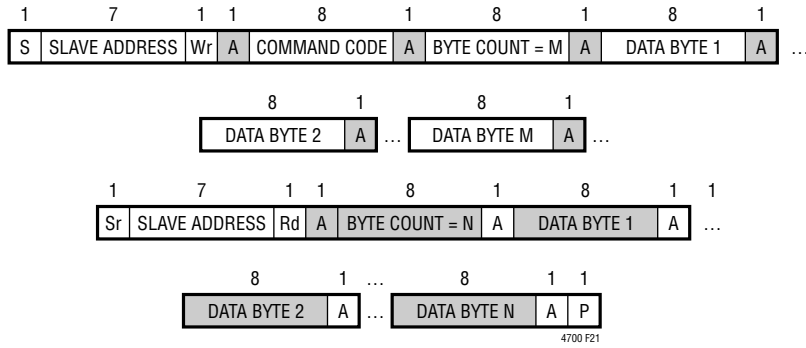 1 7 1 1 8 1 8 1 8 1
S SLAVE ADDRESS Wr A COMMAND CODE A BYTE COUNT = M A DATA BYTE 1 A …
8 1 8 1
DATA BYTE 2 A … DATA BYTE M A …
1 7 1 1 8 1 8 1 1
Sr SLAVE ADDRESS Rd A BYTE COUNT = N A DATA BYTE 1 A …
8 1 … 8 1 1
DATA BYTE 2 A … DATA BYTE N A P
4700 F21